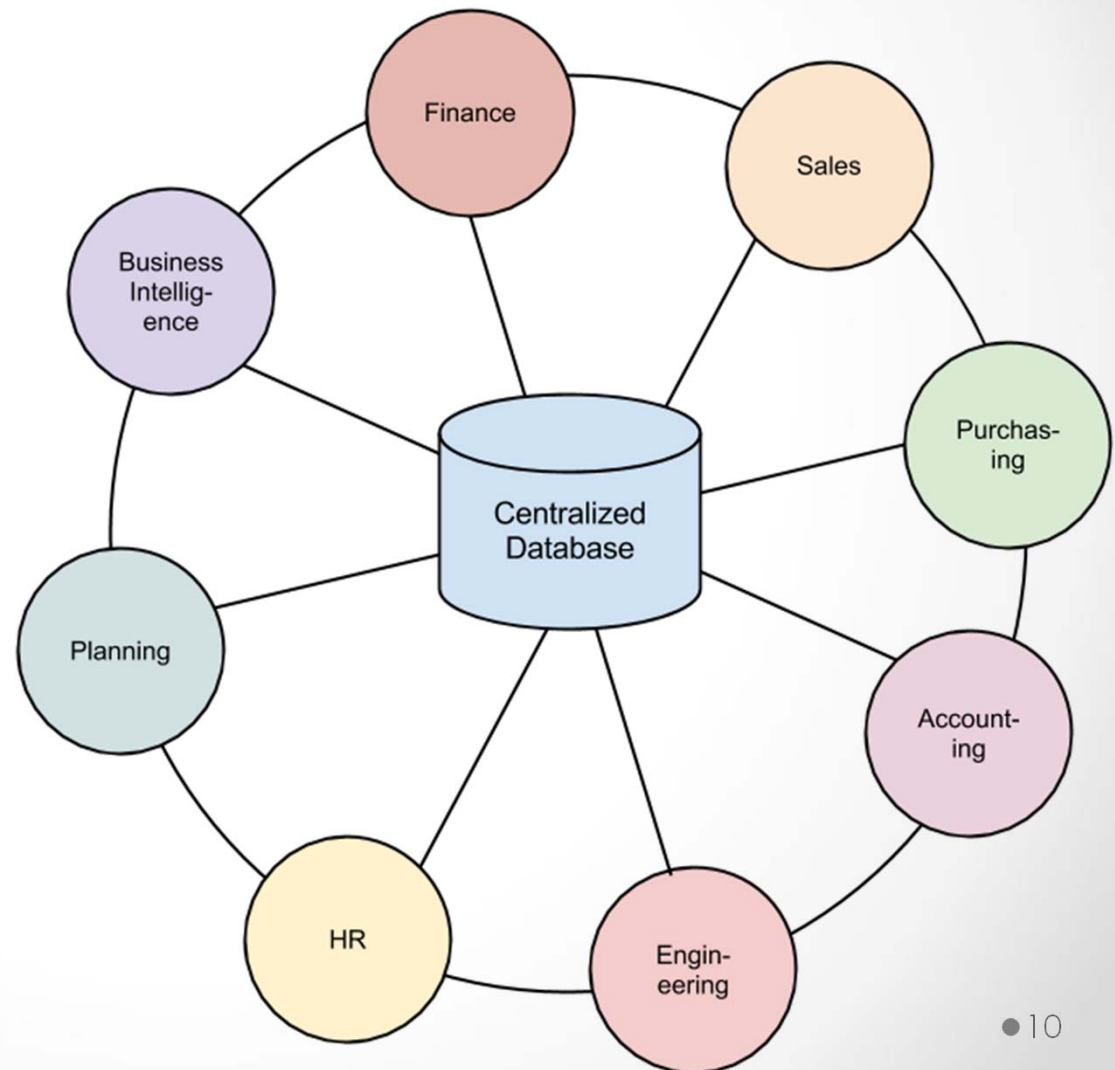 Finance
Sales
Business
Intellig-
ence
Purchas-
ing
Centralized
Database
Planning
Account-
ing
HR
Engin-
eering
10